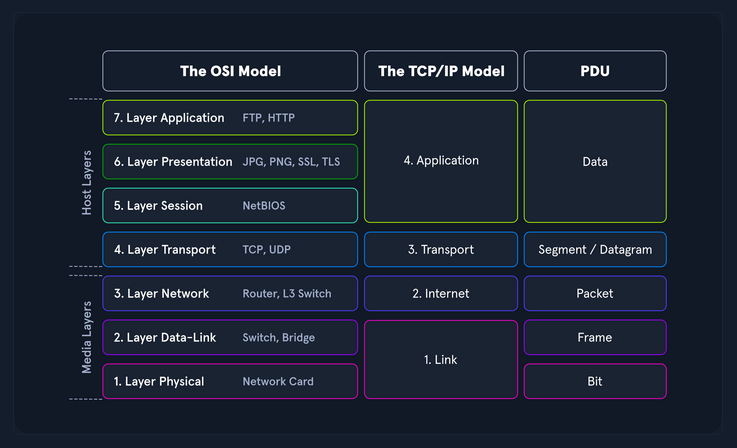 The OSI Model
The TCP/IP Model
PDU
Host Layers
7. Layer Application FTP, HTTP
6. Layer Presentation JPG, PNG, SSL, TLS
5. Layer Session NetBIOS
4. Application
Data
4. Layer Transport TCP, UDP
3. Transport
Segment / Datagram
Media Layers
3. Layer Network Router, L3 Switch
2. Internet
Packet
2. Layer Data-Link Switch, Bridge
Frame
1. Layer Physical Network Card
1. Link
Bit